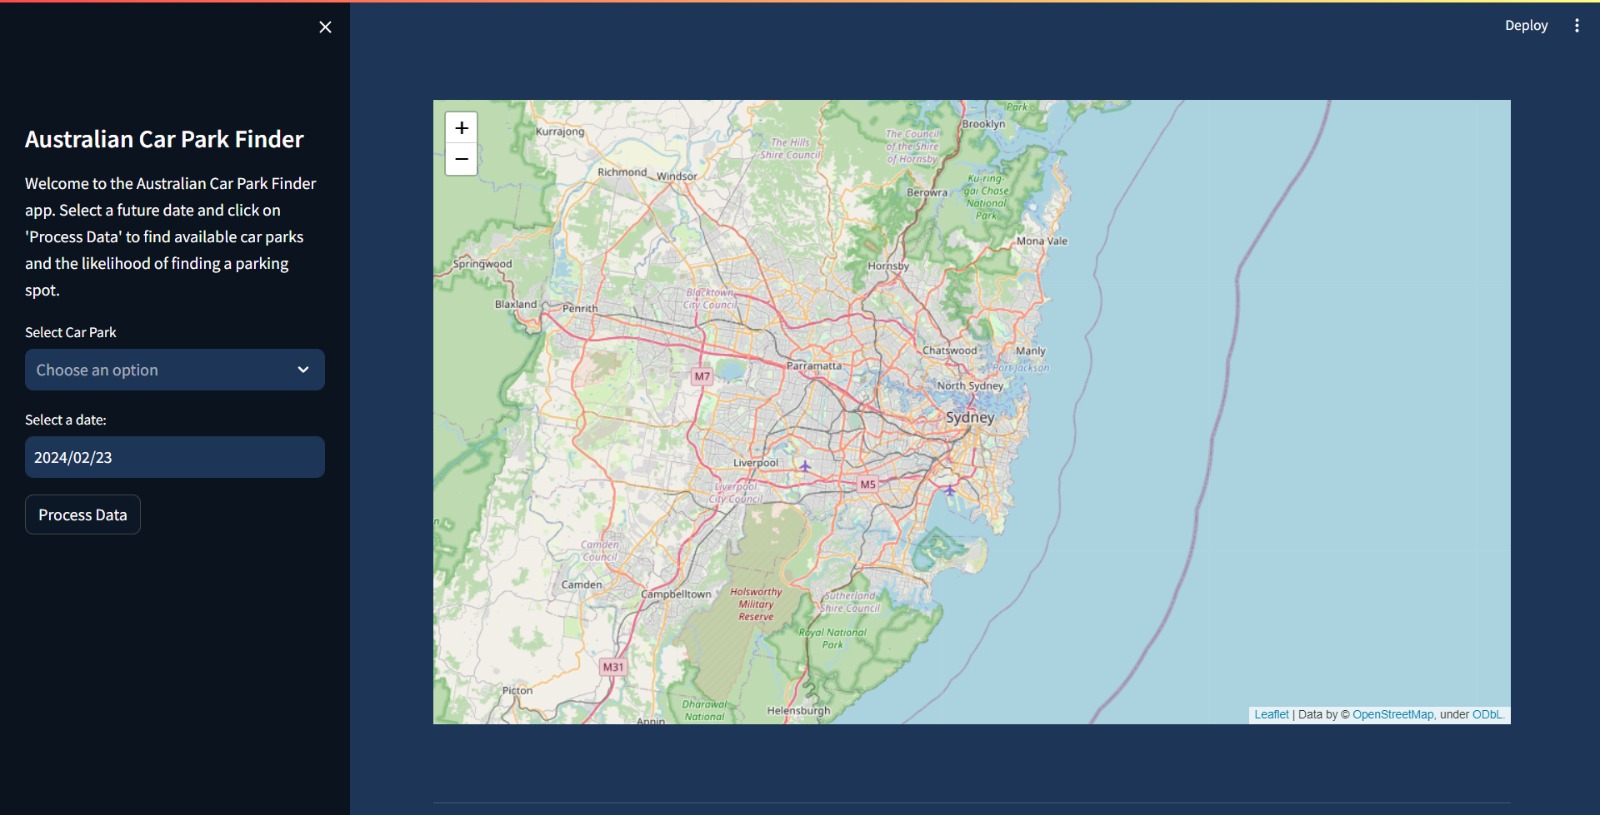 Deploy
Australian Car Park Finder
Welcome to the Australian Car Park Finder
app. Select a future date and click on
'Process Data' to find available car parks
and the likelihood of finding a parking
spot.
Select Car Park
Choose an option
Select a date:
2024/02/23
Process Data
+
−
Kurrajong
Richmond
Windsor
The Hills
Shire Council
The Council
of the Shire
of Hornsby
Park
Brooklyn
Berowra
Ku-ring-
gai Chase
National
Park
Mona Vale
Springwood
Hornsby
Blaxland
Penrith
Blacktown
City Council
Chatswood
Manly
Port Jackson
M7
Parramatta
North Sydney
Sydney
Liverpool
Liverpool
City Council
M5
Camden
Council
Camden
Campbelltown
Holsworthy
Military
Reserve
Sutherland
Shire Council
Royal National
Park
M31
Picton
Dharawal
National
Helensburgh
Appin
Leaflet | Data by © OpenStreetMap, under ODbL.